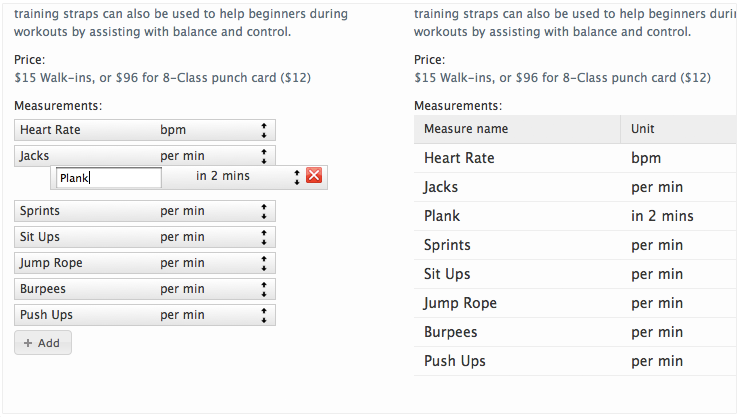 training straps can also be used to help beginners during
workouts by assisting with balance and control.
Price:
$15 Walk-ins, or $96 for 8-Class punch card ($12)
Measurements:
Heart Rate bpm
Jacks per min
Plank in 2 mins
Sprints per min
Sit Ups per min
Jump Rope per min
Burpees per min
Push Ups per min
+ Add
training straps can also be used to help beginners duri
workouts by assisting with balance and control.
Price:
$15 Walk-ins, or $96 for 8-Class punch card ($12)
Measurements:
Measure name Unit
Heart Rate bpm
Jacks per min
Plank in 2 mins
Sprints per min
Sit Ups per min
Jump Rope per min
Burpees per min
Push Ups per min